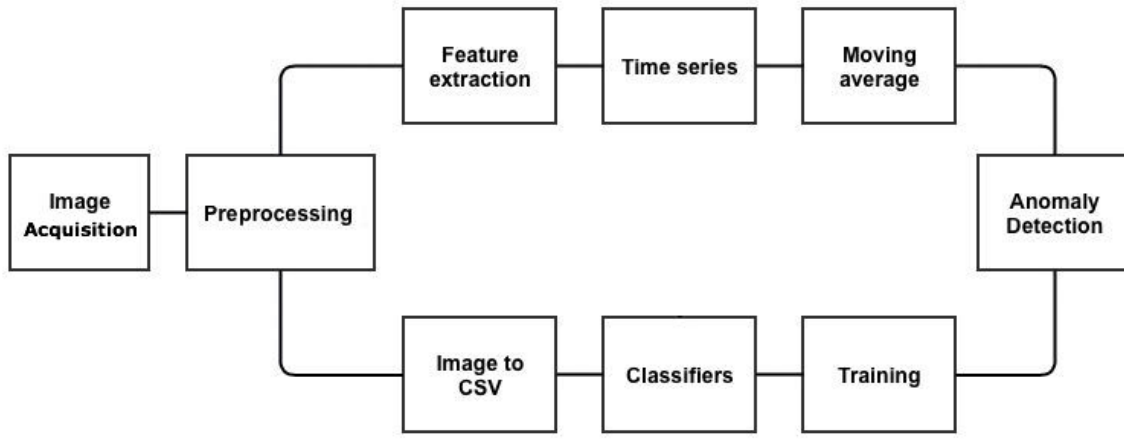 Feature
extraction
Time series
Moving
average
Image
Acquisition
Preprocessing
Anomaly
Detection
Image to
CSV
Classifiers
Training